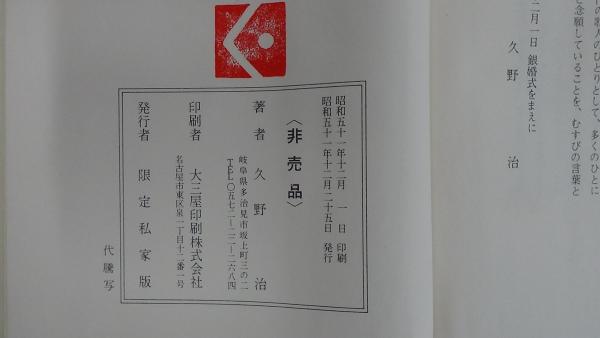 の歌人のひとりとして、多くのひとに
念願していることを、むすびの言葉と
二月一日 銀婚式をまえに
久野 治
昭和五十一年十二月 一日 印刷
昭和五十一年十二月二十五日 発行
〈非売品〉
著者 久野 治
岐阜県多治見市坂上町三の二
TEL〇五七二-二二-二六八四
印刷者 大三屋印刷株式会社
名古屋市東区泉二丁目十二番一号
発行者 限定私家版
代謄写